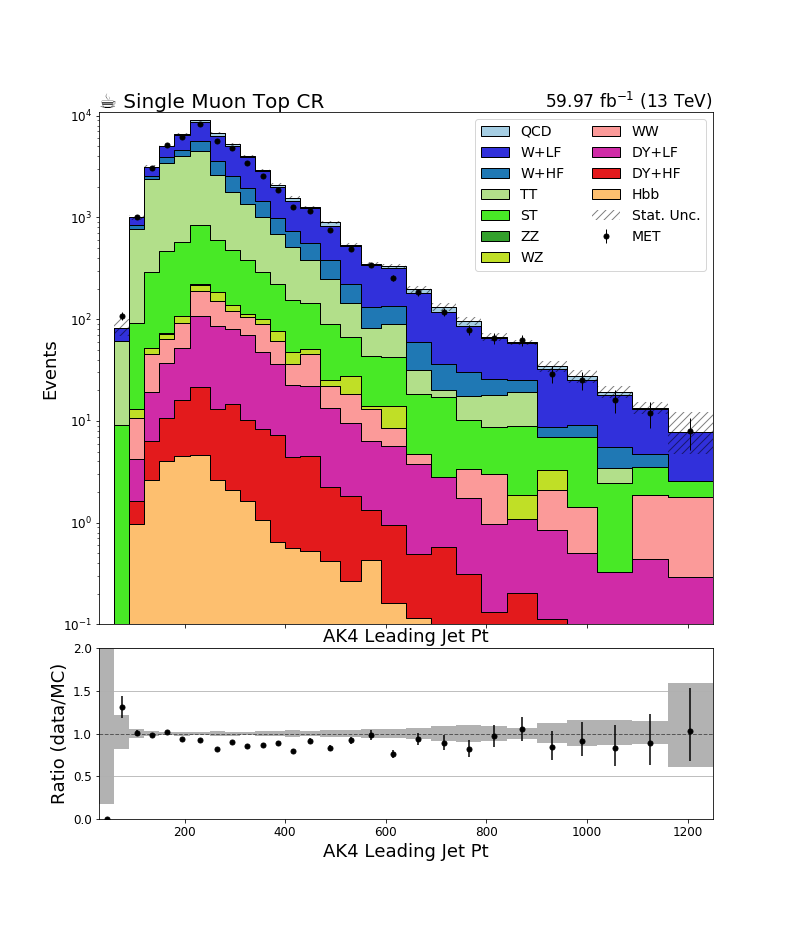 ☕ Single Muon Top CR 59.97 fb⁻¹ (13 TeV)
10⁴
10³
10²
10¹
10⁰
10⁻¹
Events
QCD WW
W+LF DY+LF
W+HF DY+HF
TT Hbb
ST Stat. Unc.
ZZ MET
WZ
AK4 Leading Jet Pt
2.0
1.5
1.0
0.5
0.0
Ratio (data/MC)
200 400 600 800 1000 1200
AK4 Leading Jet Pt